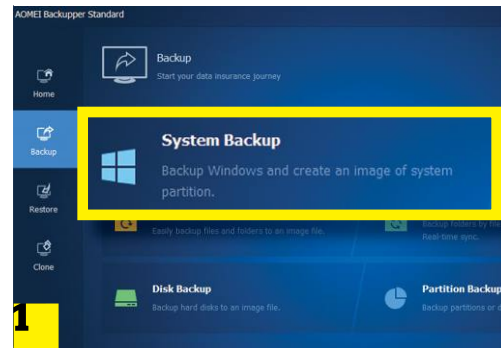 AOMEI Backupper Standard
Backup
Start your data insurance journey
Home
System Backup
Backup Windows and create an image of system
partition.
Backup
Restore
Easily backup files and folders to an image file.
Backup folders by file
Real-time sync.
Clone
Disk Backup
Backup hard disks to an image file.
Partition Backup
Backup partitions or d
1